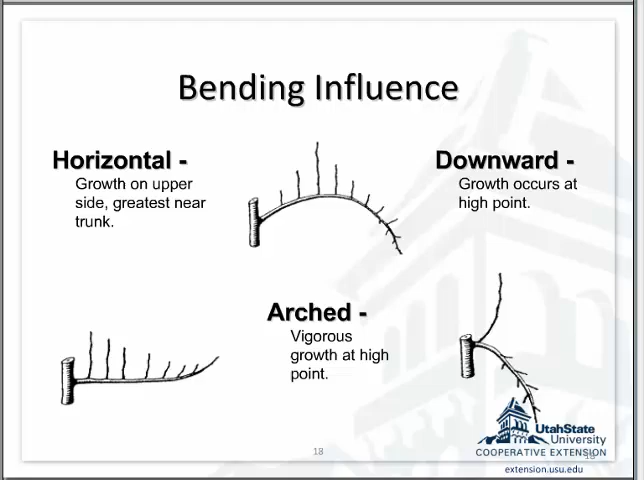 Bending Influence
Horizontal -
Growth on upper
side, greatest near
trunk.
Downward -
Growth occurs at
high point.
Arched -
Vigorous
growth at high
point.
18
UtahState
University
COOPERATIVE EXTENSION
18
extension.usu.edu